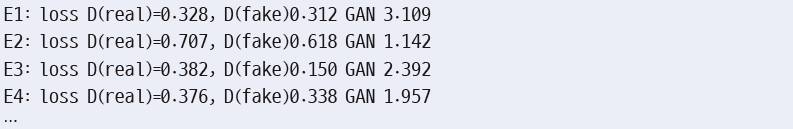 E1: loss D(real)=0.328, D(fake)0.312 GAN 3.109
E2: loss D(real)=0.707, D(fake)0.618 GAN 1.142
E3: loss D(real)=0.382, D(fake)0.150 GAN 2.392
E4: loss D(real)=0.376, D(fake)0.338 GAN 1.957
...